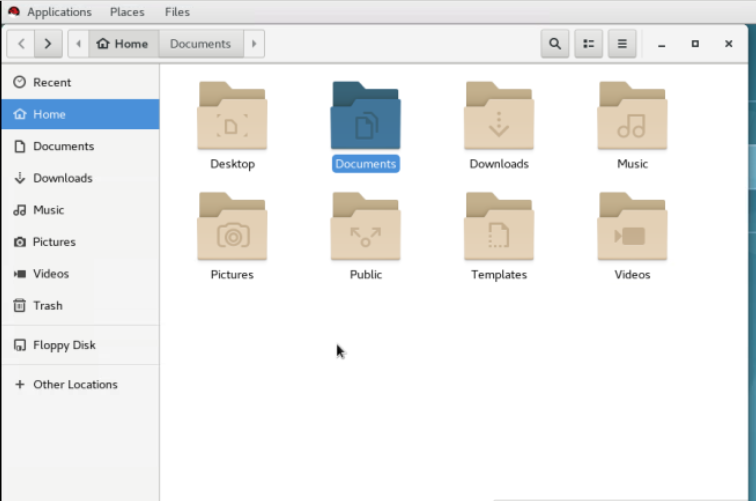 Applications Places Files
Home Documents
Recent
Home
Documents
Downloads
Music
Pictures
Videos
Trash
Floppy Disk
Other Locations
Desktop Documents Downloads Music
Pictures Public Templates Videos